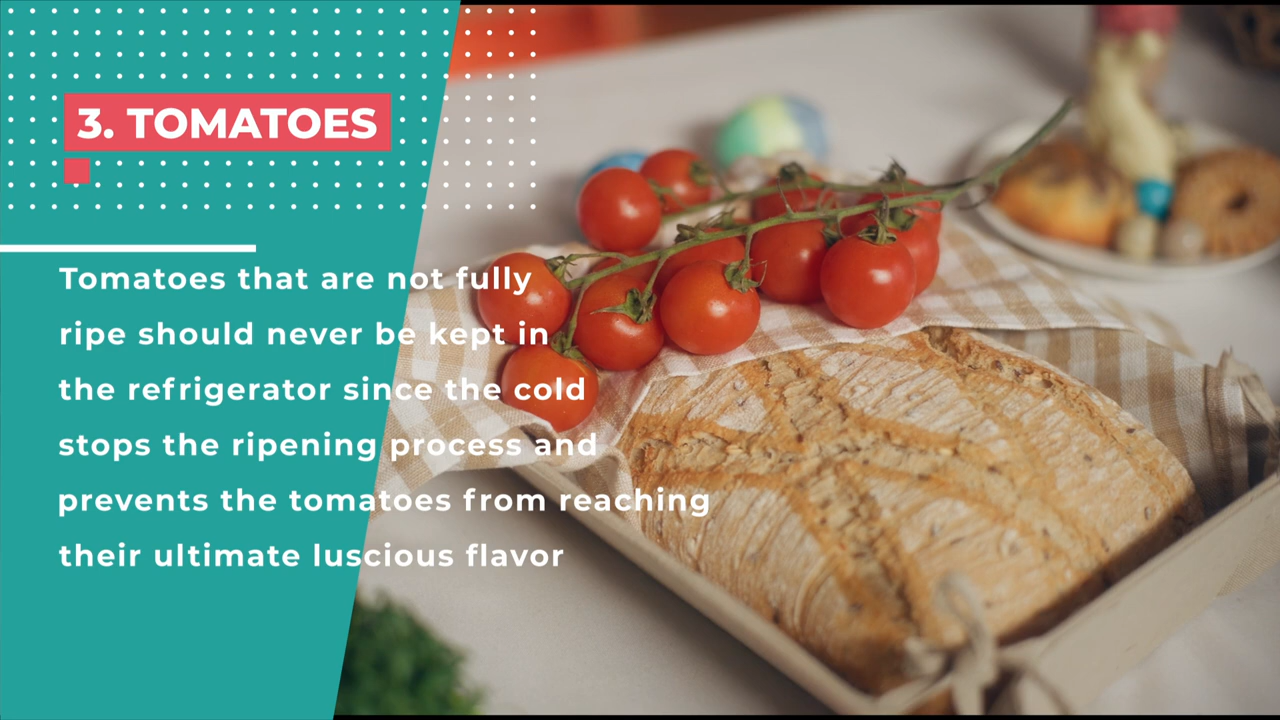 3. TOMATOES
Tomatoes that are not fully
ripe should never be kept in
the refrigerator since the cold
stops the ripening process and
prevents the tomatoes from reaching
their ultimate luscious flavor